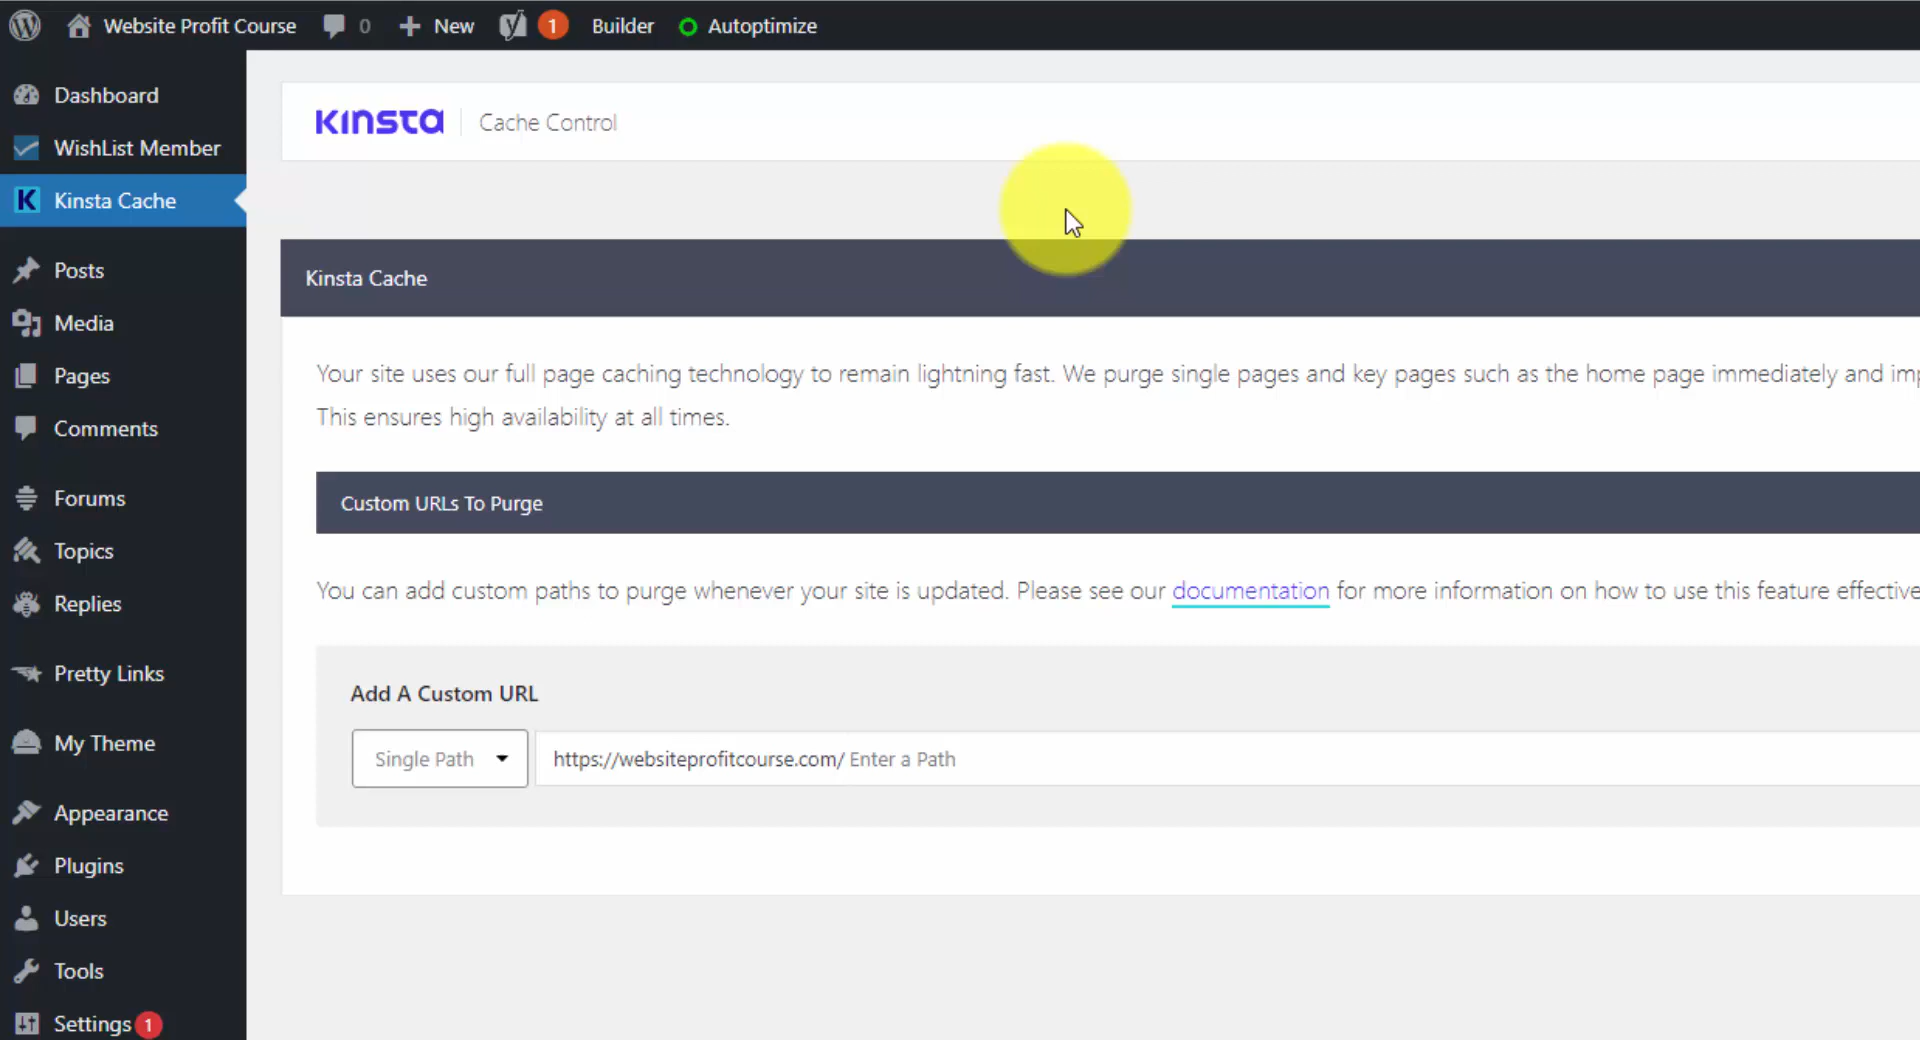 Website Profit Course 0 New 1 Builder Autoptimize
Dashboard
WishList Member
Kinsta Cache
Posts
Media
Pages
Comments
Forums
Topics
Replies
Pretty Links
My Theme
Appearance
Plugins
Users
Tools
Settings 1
KINSTA Cache Control
Kinsta Cache
Your site uses our full page caching technology to remain lightning fast. We purge single pages and key pages such as the home page immediately and
This ensures high availability at all times.
Custom URLs To Purge
You can add custom paths to purge whenever your site is updated. Please see our documentation for more information on how to use this feature
Add A Custom URL
Single Path https://websiteprofitcourse.com/ Enter a Path